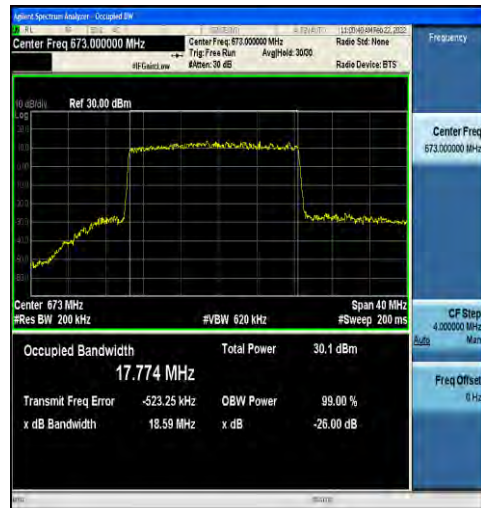 Agilent Spectrum Analyzer - Occupied BW
Center Freq 673.000000 MHz
Center Freq: 673.000000 MHz
Trig: Free Run Avg|Hold: 30/30
#IFGain:Low #Atten: 30 dB
Radio Std: None
Radio Device: BTS
Frequency
10 dB/div Ref 30.00 dBm
Log
Center Freq
673.000000 MHz
Center 673 MHz Span 40 MHz
#Res BW 200 kHz #VBW 620 kHz #Sweep 200 ms
CF Step
4.000000 MHz
Auto Man
Occupied Bandwidth Total Power 30.1 dBm
17.774 MHz
Transmit Freq Error -523.25 kHz OBW Power 99.00 %
x dB Bandwidth 18.59 MHz x dB -26.00 dB
Freq Offset
0 Hz